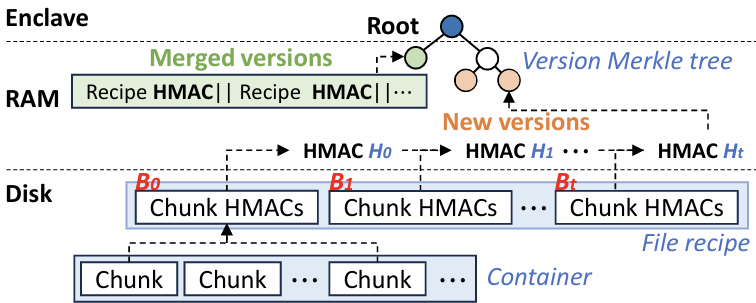 Enclave
Root
Merged versions
Version Merkle tree
RAM
Recipe HMAC|| Recipe HMAC||···
New versions
HMAC H0 HMAC H1 ··· HMAC Ht
Disk
B0 B1 Bt
Chunk HMACs Chunk HMACs ··· Chunk HMACs
File recipe
Chunk Chunk ··· Chunk ···
Container